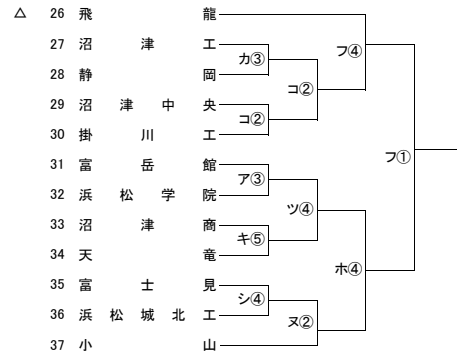 △ 26 飛龍
27 沼津工
カ③
フ④
28 静岡
コ②
29 沼津中央
コ②
30 掛川工
フ①
31 富岳館
ア③
32 浜松学院
ツ④
33 沼津商
キ⑤
34 天竜
ホ④
35 富士見
シ④
36 浜松城北工
ヌ②
37 小山